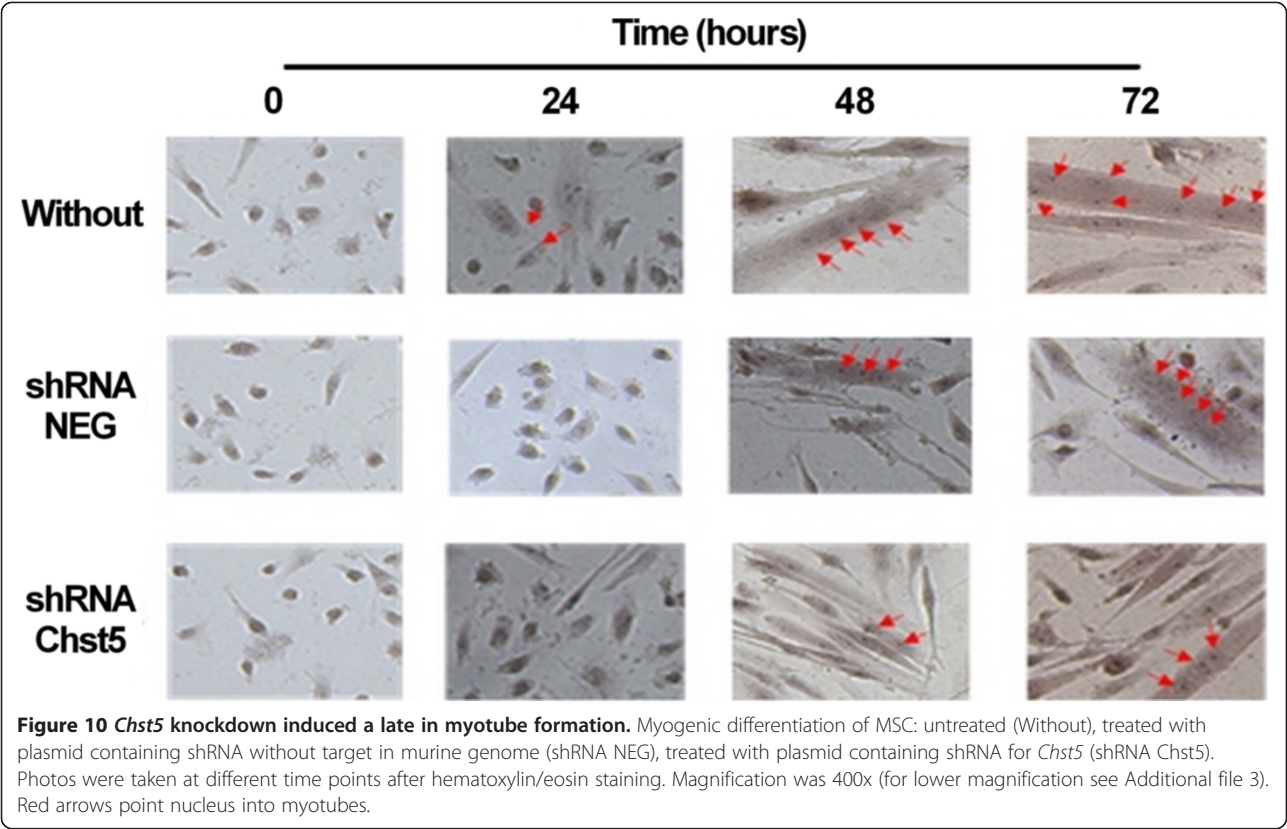 Time (hours)
0 24 48 72
Without
shRNA
NEG
shRNA
Chst5
Figure 10 Chst5 knockdown induced a late in myotube formation. Myogenic differentiation of MSC: untreated (Without), treated with
plasmid containing shRNA without target in murine genome (shRNA NEG), treated with plasmid containing shRNA for Chst5 (shRNA Chst5).
Photos were taken at different time points after hematoxylin/eosin staining. Magnification was 400x (for lower magnification see Additional file 3).
Red arrows point nucleus into myotubes.